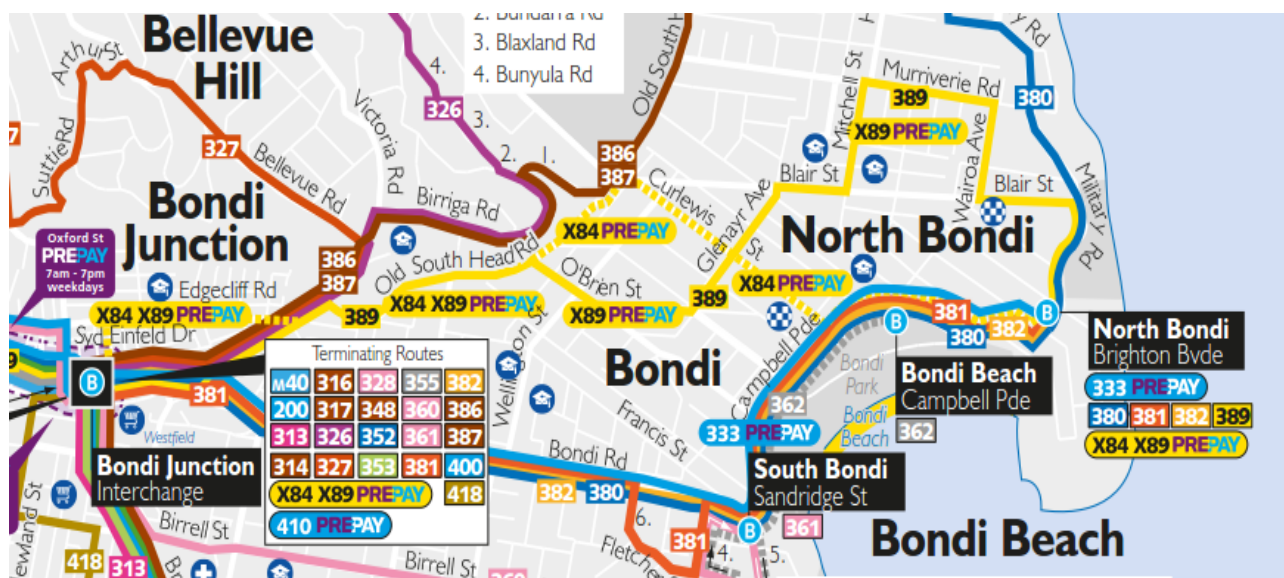 2. Bundarra Rd
3. Blaxland Rd
4. Bunyula Rd
Bellevue
Hill
Arthur St
Suttie Rd
327
Bellevue Rd
Victoria Rd
4.
326
3.
2.
1.
Birriga Rd
386
387
Old South H
Curlewis
St
Mitchell St
Murriverie Rd
389
X89 PREPAY
380
y Rd
Wairoa Ave
Blair St
Blair St
Military Rd
Glenayr Ave
North Bondi
Bondi
Junction
Oxford St
PREPAY
7am - 7pm
weekdays
Edgecliff Rd
X84 X89 PREPAY
Syd Einfeld Dr
386
387
Old South Head Rd
X84 PREPAY
389
X84 X89 PREPAY
O'Brien St
X89 PREPAY
389
X84 PREPAY
B
381
Westfield
Bondi Junction
Interchange
Terminating Routes
M40 316 328 355 382
200 317 348 360 386
313 326 352 361 387
314 327 353 381 400
X84 X89 PREPAY 418
410 PREPAY
Wellington St
Bondi
Francis St
Campbell Pde
333 PREPAY
362
Bondi Rd
382 380
6.
381
Fletche
4.
5.
B
South Bondi
Sandridge St
361
B
Bondi
Park
Bondi
Beach
Bondi Beach
Campbell Pde
362
381
380
382
B
North Bondi
Brighton Bvde
333 PREPAY
380 381 382 389
X84 X89 PREPAY
Bondi Beach
Birrell St
Birrell St
ewland St
418
313